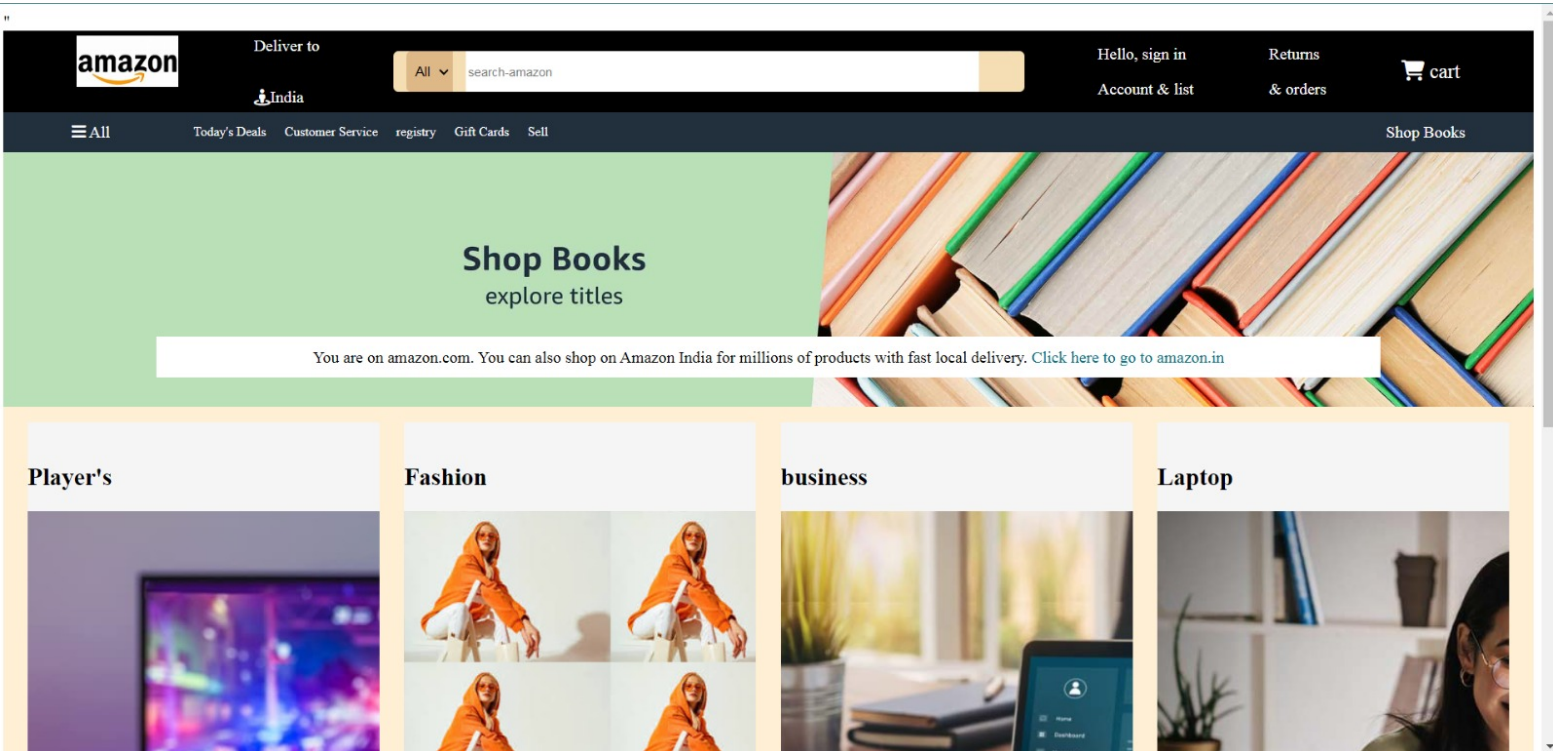 "
amazon
Deliver to
India
All
search-amazon
Hello, sign in
Account & list
Returns
& orders
cart
All
Today's Deals
Customer Service
registry
Gift Cards
Sell
Shop Books
Shop Books
explore titles
You are on amazon.com. You can also shop on Amazon India for millions of products with fast local delivery. Click here to go to amazon.in
Player's
Fashion
business
Laptop
Home
Dashboard